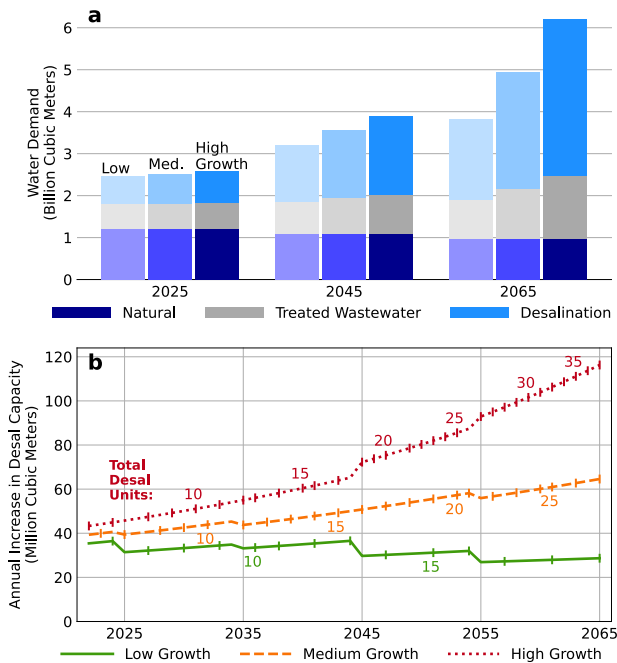 a
6
5
4
3
2
1
0
Water Demand
(Billion Cubic Meters)
Low
Med.
High
Growth
2025
2045
2065
Natural
Treated Wastewater
Desalination
b
120
100
80
60
40
20
0
Annual Increase in Desal Capacity
(Million Cubic Meters)
Total
Desal
Units:
10
15
20
25
30
35
10
15
20
25
10
15
2025
2035
2045
2055
2065
Low Growth
Medium Growth
High Growth